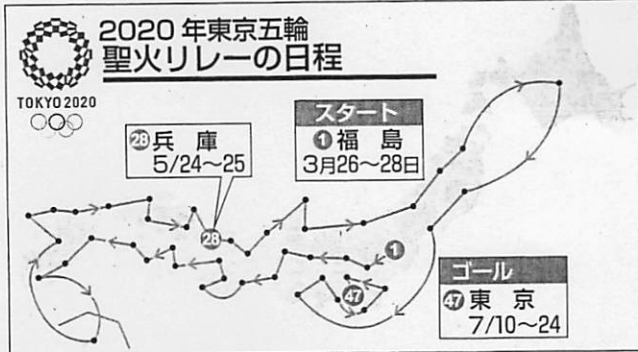 2020年東京五輪
聖火リレーの日程
TOKYO 2020
スタート
❶福島
3月26～28日
㉘兵庫
5/24～25
㉘
❶
ゴール
㊼東京
7/10～24
㊼